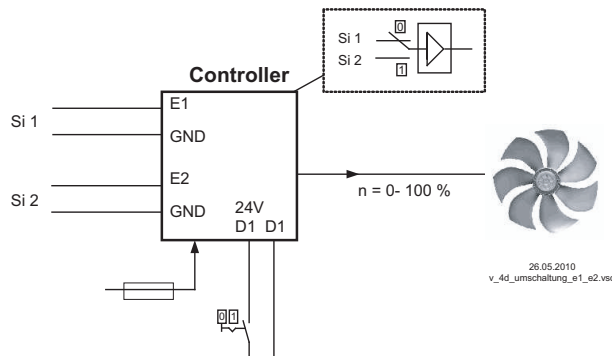 0
Si 1
Si 2
1
Controller
E1
Si 1
GND
E2
Si 2
GND
24V
D1 D1
n = 0- 100 %
26.05.2010
v_4d_umschaltung_e1_e2.vsd
0 1